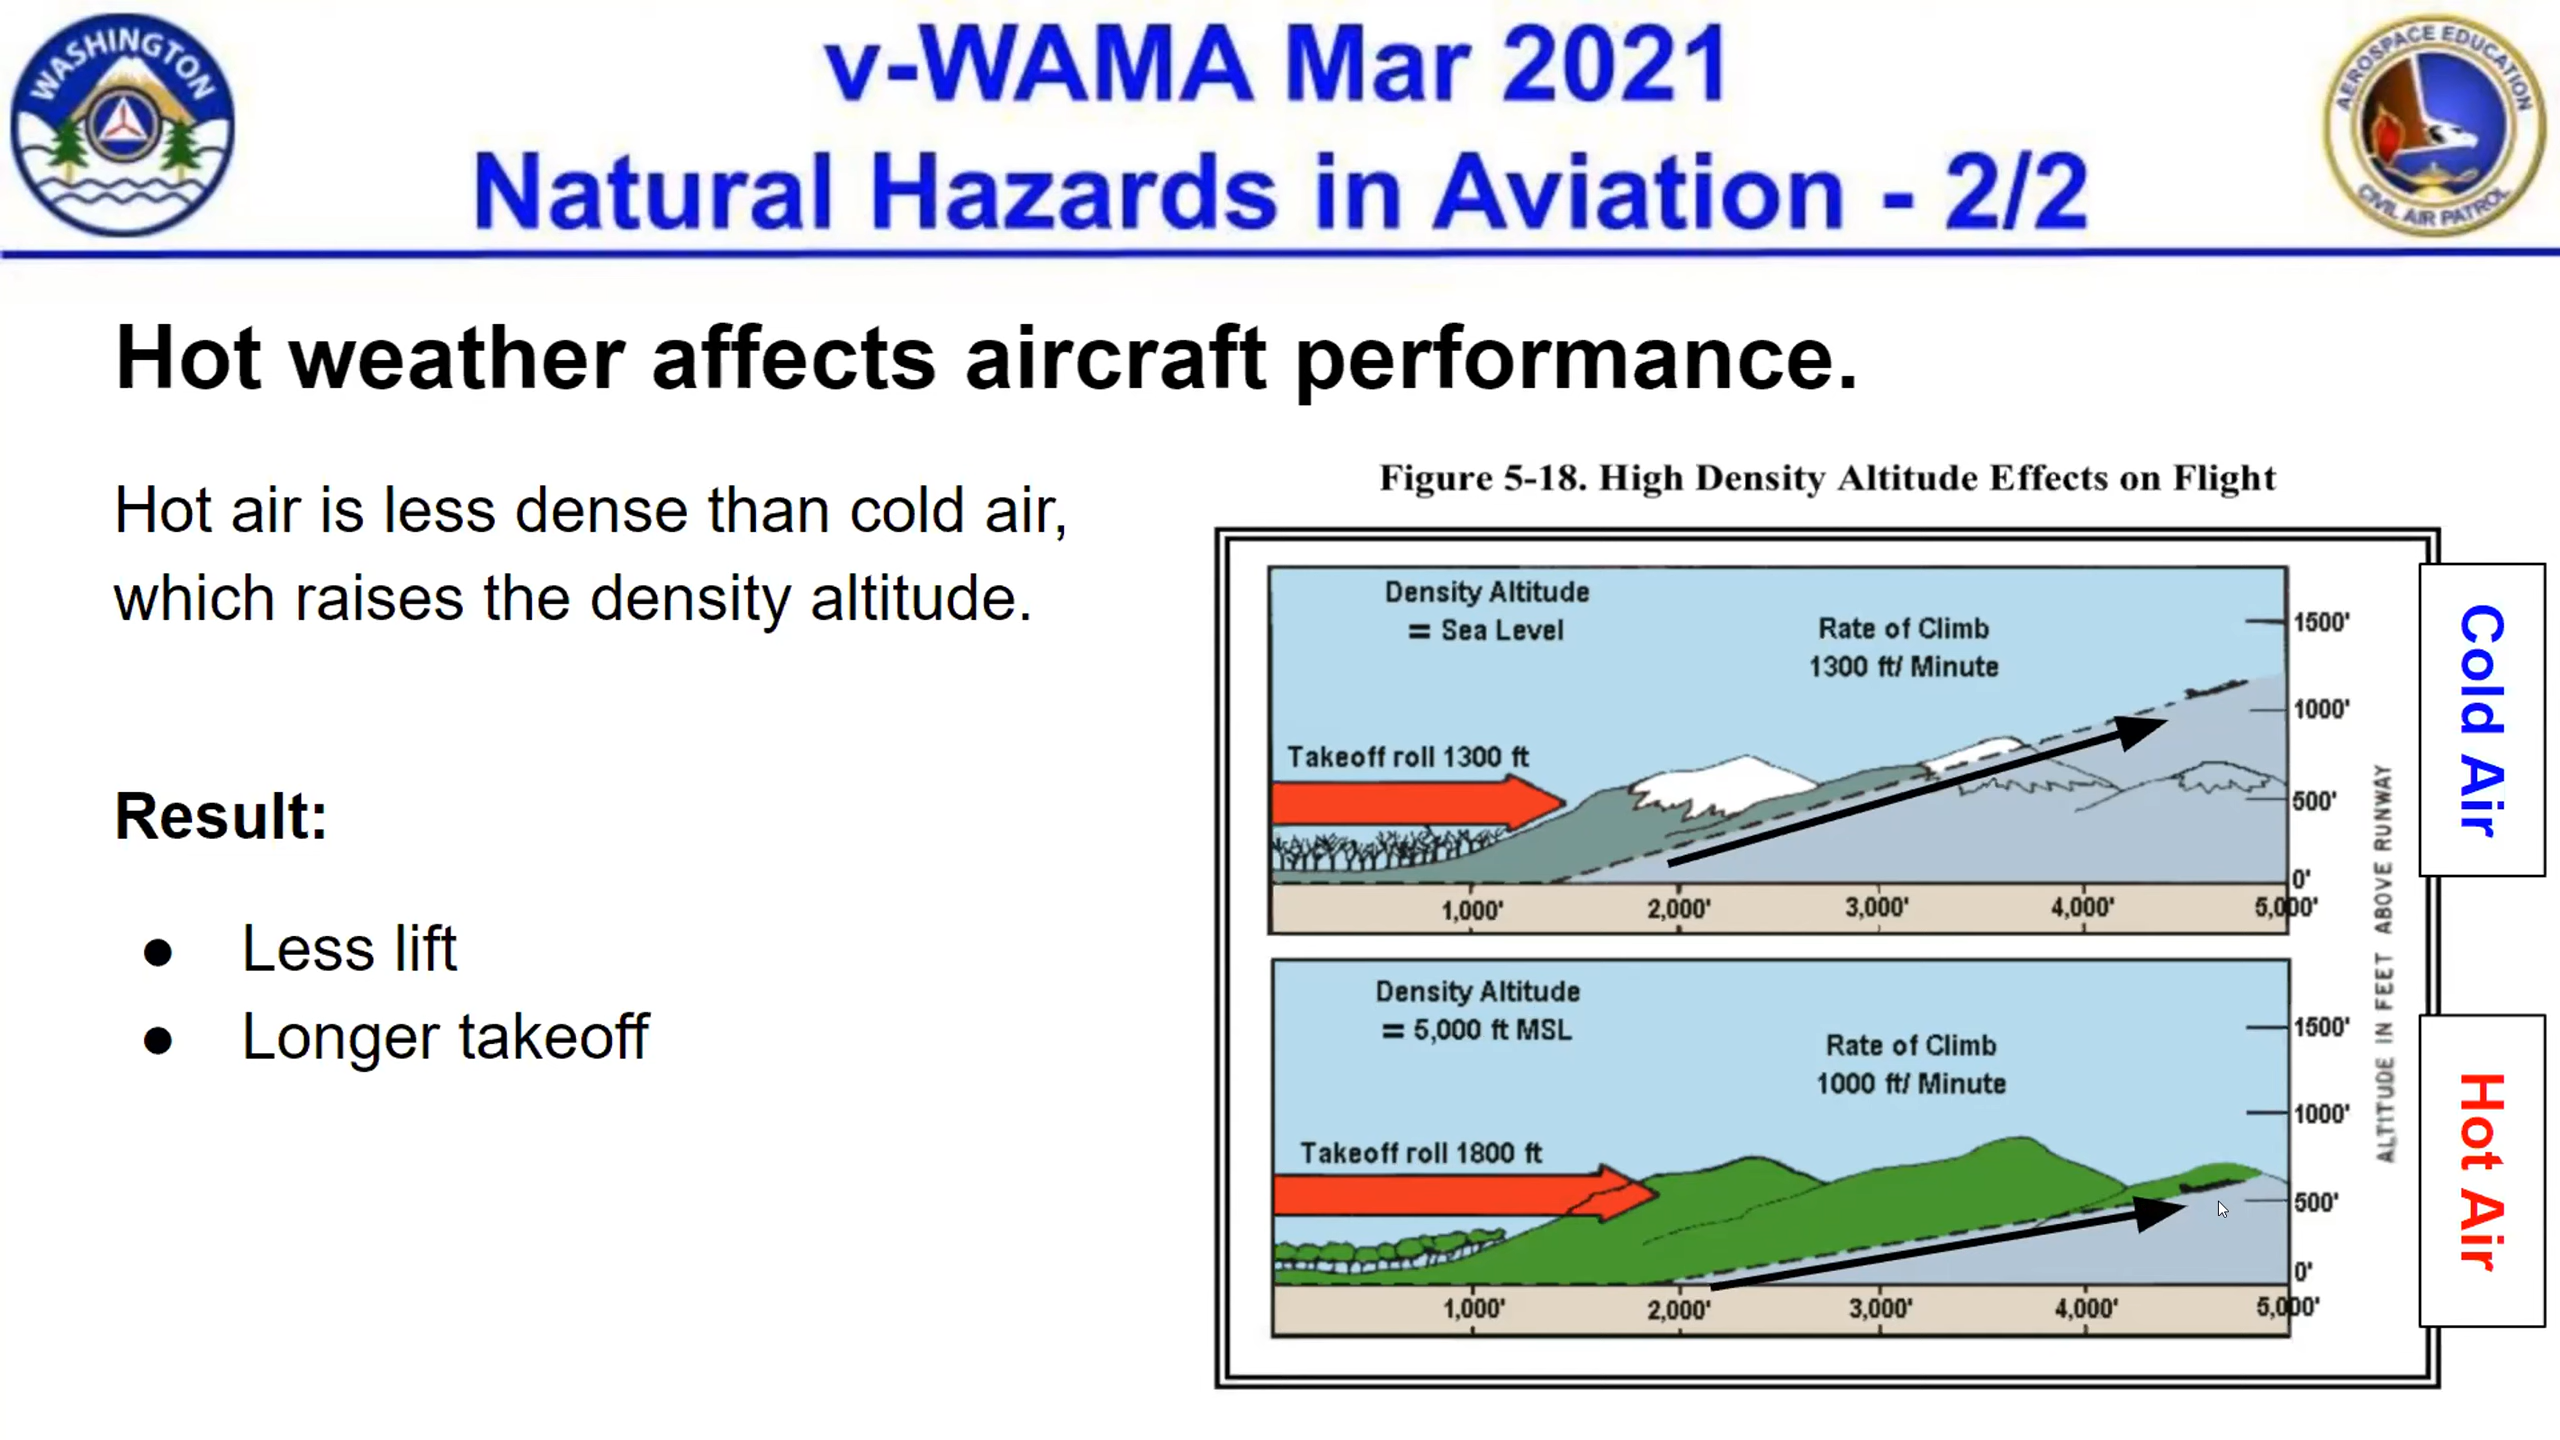 WASHINGTON
v-WAMA Mar 2021
Natural Hazards in Aviation - 2/2
AEROSPACE EDUCATION
CIVIL AIR PATROL
Hot weather affects aircraft performance.
Hot air is less dense than cold air,
which raises the density altitude.
Result:
● Less lift
● Longer takeoff
Figure 5-18. High Density Altitude Effects on Flight
Density Altitude
= Sea Level
Rate of Climb
1300 ft/ Minute
Takeoff roll 1300 ft
1500'
1000'
500'
0'
1,000' 2,000' 3,000' 4,000' 5,000'
Density Altitude
= 5,000 ft MSL
Rate of Climb
1000 ft/ Minute
Takeoff roll 1800 ft
1500'
1000'
500'
0'
1,000' 2,000' 3,000' 4,000' 5,000'
ALTITUDE IN FEET ABOVE RUNWAY
Cold Air
Hot Air